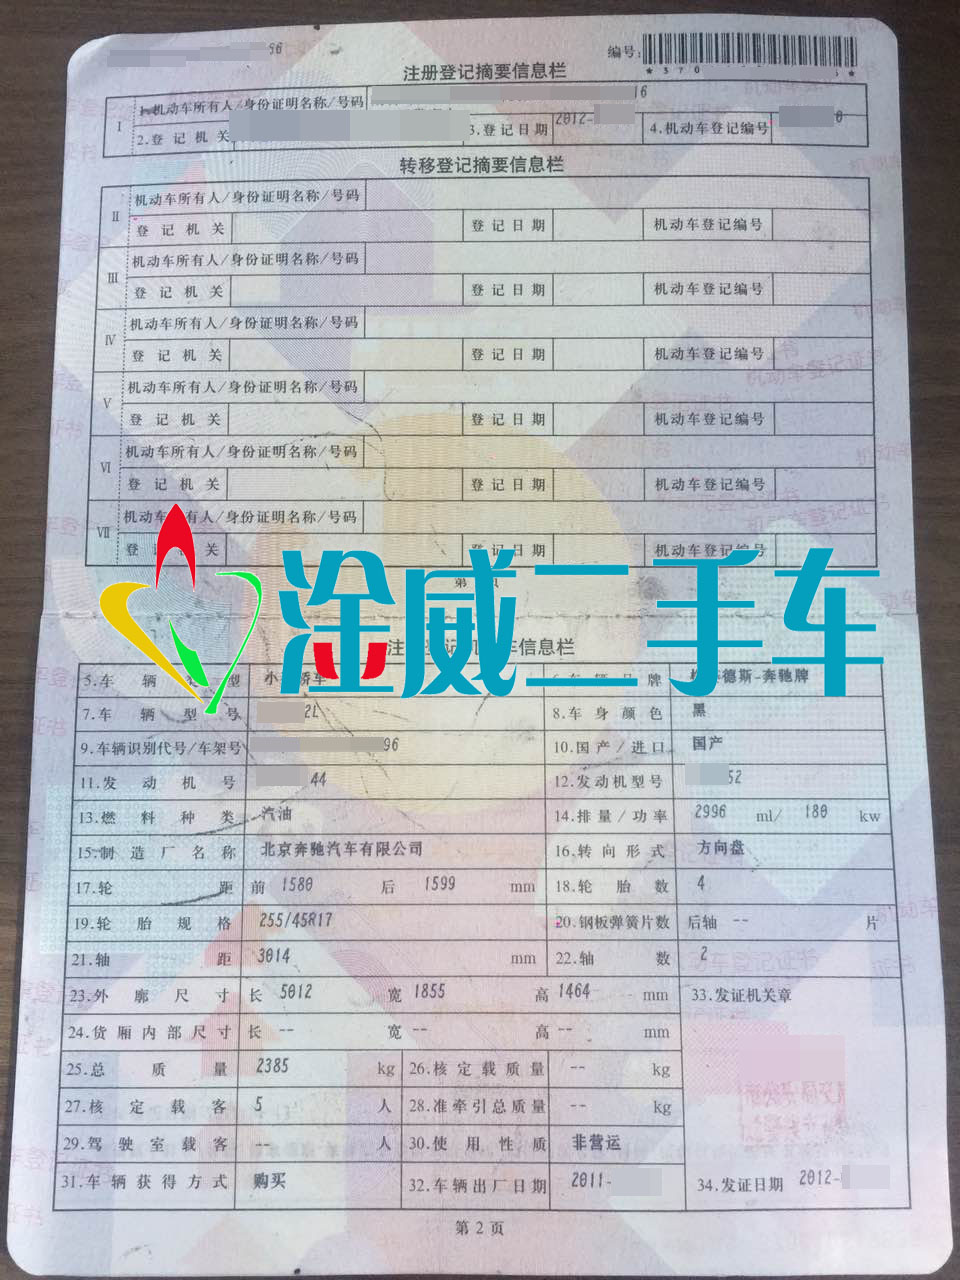 66
编号:
★370 6★
注册登记摘要信息栏
Ⅰ 1.机动车所有人/身份证明名称/号码 16
2.登记机关 3.登记日期 2012- 4.机动车登记编号 0
转移登记摘要信息栏
Ⅱ 机动车所有人/身份证明名称/号码
登记机关 登记日期 机动车登记编号
Ⅲ 机动车所有人/身份证明名称/号码
登记机关 登记日期 机动车登记编号
Ⅳ 机动车所有人/身份证明名称/号码
登记机关 登记日期 机动车登记编号
Ⅴ 机动车所有人/身份证明名称/号码
登记机关 登记日期 机动车登记编号
Ⅵ 机动车所有人/身份证明名称/号码
登记机关 登记日期 机动车登记编号
Ⅶ 机动车所有人/身份证明名称/号码
登记机关 登记日期 机动车登记编号
淦威二手车
注册登记机 车信息栏
5.车辆类型 小 轿车 6.车辆品牌 德斯-奔驰牌
7.车辆型号 2L 8.车身颜色 黑
9.车辆识别代号/车架号 96 10.国产/进口 国产
11.发动机号 44 12.发动机型号 52
13.燃料种类 汽油 14.排量/功率 2996 ml/ 180 kw
15.制造厂名称 北京奔驰汽车有限公司 16.转向形式 方向盘
17.轮距 前 1580 后 1599 mm 18.轮胎数 4
19.轮胎规格 255/45R17 20.钢板弹簧片数 后轴 -- 片
21.轴距 3014 mm 22.轴数 2
23.外廓尺寸 长 5012 宽 1855 高 1464 mm 33.发证机关章
24.货厢内部尺寸 长 -- 宽 -- 高 -- mm
25.总质量 2385 kg 26.核定载质量 -- kg
27.核定载客 5 人 28.准牵引总质量 -- kg
29.驾驶室载客 -- 人 30.使用性质 非营运
31.车辆获得方式 购买 32.车辆出厂日期 2011- 34.发证日期 2012-
第 2 页